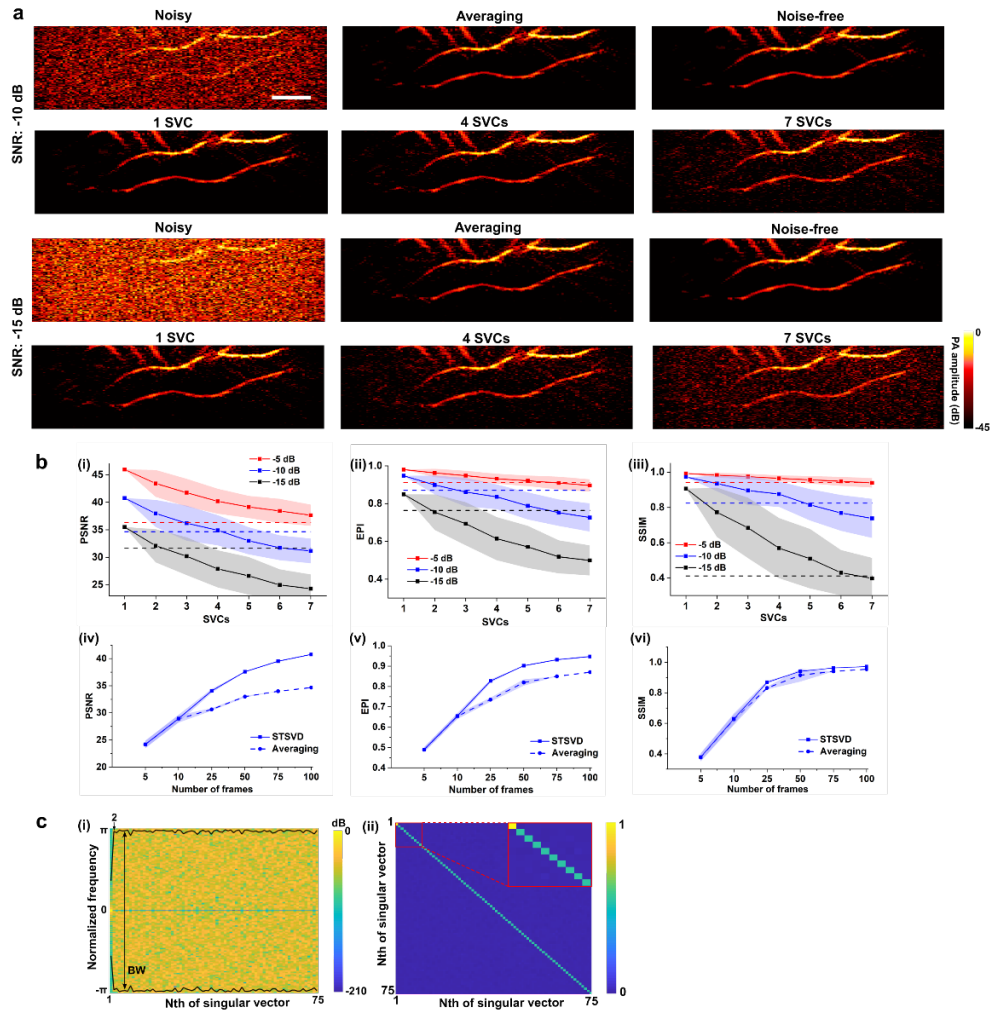 a
Noisy Averaging Noise-free
SNR: -10 dB
1 SVC 4 SVCs 7 SVCs
Noisy Averaging Noise-free
SNR: -15 dB
1 SVC 4 SVCs 7 SVCs
0
PA amplitude (dB)
-45
b
(i)
-5 dB
-10 dB
-15 dB
PSNR
45
40
35
30
25
1 2 3 4 5 6 7
SVCs
(ii)
EPI
1.0
0.8
0.6
0.4
-5 dB
-10 dB
-15 dB
1 2 3 4 5 6 7
SVCs
(iii)
SSIM
1.0
0.8
0.6
0.4
-5 dB
-10 dB
-15 dB
1 2 3 4 5 6 7
SVCs
(iv)
PSNR
40
35
30
25
20
STSVD
Averaging
5 10 25 50 75 100
Number of frames
(v)
EPI
1.0
0.9
0.8
0.7
0.6
0.5
0.4
STSVD
Averaging
5 10 25 50 75 100
Number of frames
(vi)
SSIM
1.0
0.8
0.6
0.4
STSVD
Averaging
5 10 25 50 75 100
Number of frames
c
(i)
2
π
0
-π
Normalized frequency
BW
1 75
Nth of singular vector
dB
0
-210
(ii)
1
75
Nth of singular vector
1 75
Nth of singular vector
1
0